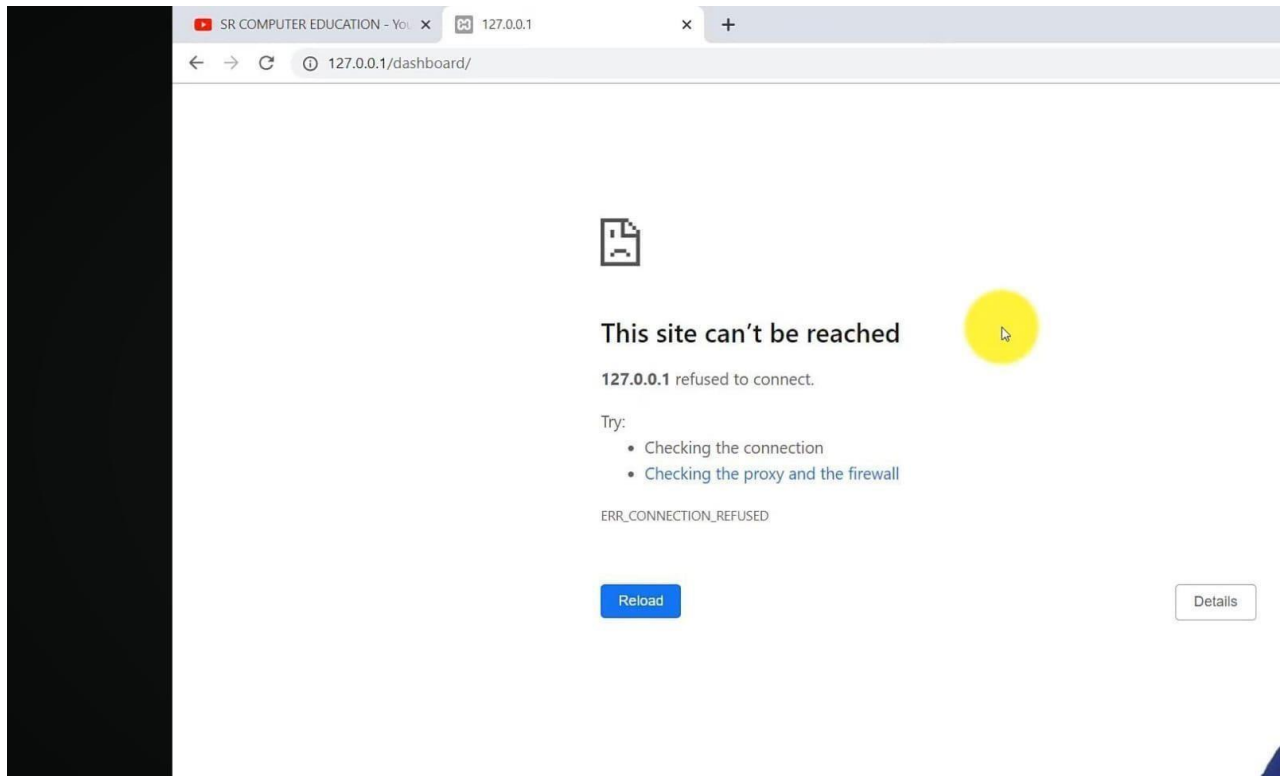 SR COMPUTER EDUCATION - You
127.0.0.1
127.0.0.1/dashboard/
This site can’t be reached
127.0.0.1 refused to connect.
Try:
• Checking the connection
• Checking the proxy and the firewall
ERR_CONNECTION_REFUSED
Reload
Details